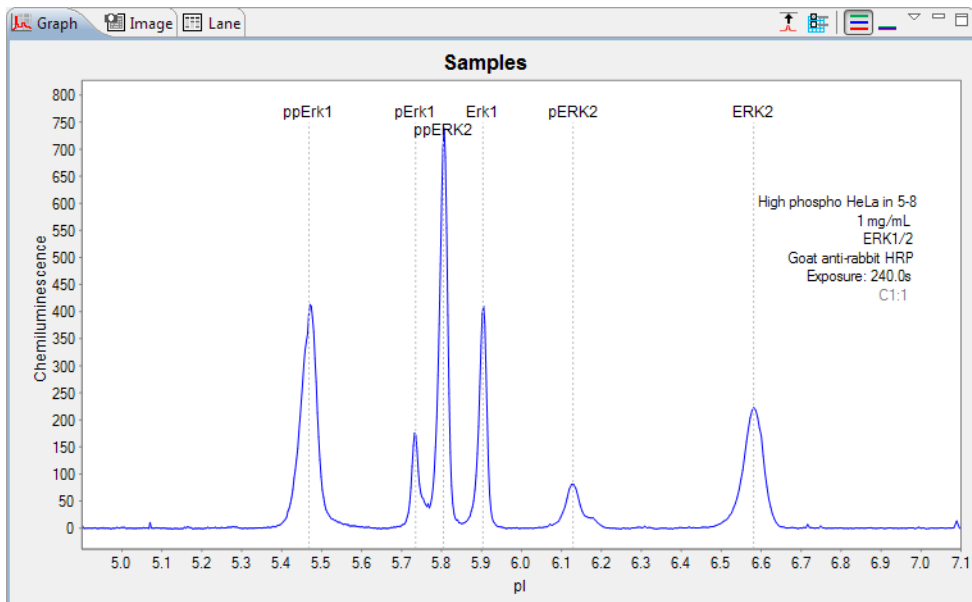 Graph Image Lane
Samples
800
750
700
650
600
550
500
450
400
350
300
250
200
150
100
50
0
Chemiluminescence
ppErk1 pErk1 Erk1 pERK2 ERK2
ppERK2
High phospho HeLa in 5-8
1 mg/mL
ERK1/2
Goat anti-rabbit HRP
Exposure: 240.0s
C1:1
5.0 5.1 5.2 5.3 5.4 5.5 5.6 5.7 5.8 5.9 6.0 6.1 6.2 6.3 6.4 6.5 6.6 6.7 6.8 6.9 7.0 7.1
pI